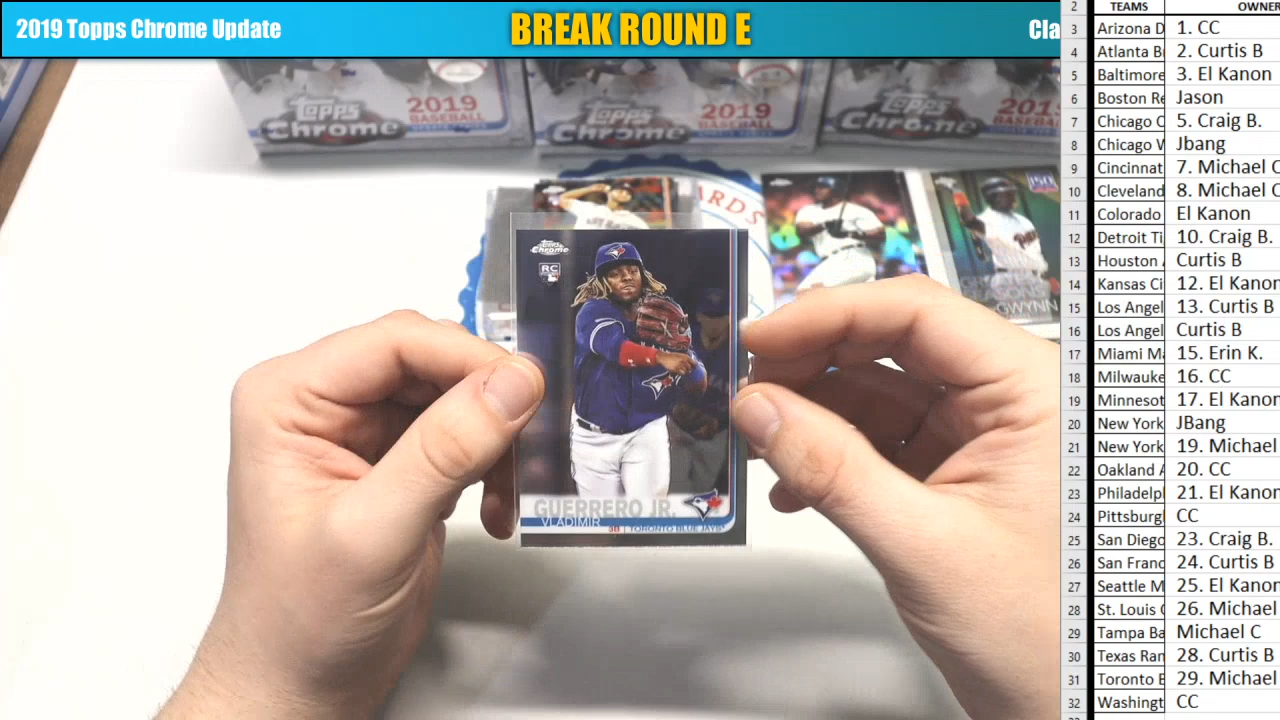 2019 Topps Chrome Update
BREAK ROUND E
Cla
2 TEAMS OWNER
3 Arizona D 1. CC
4 Atlanta B 2. Curtis B
5 Baltimore 3. El Kanon
6 Boston Re Jason
7 Chicago C 5. Craig B.
8 Chicago W Jbang
9 Cincinnat 7. Michael C
10 Cleveland 8. Michael C
11 Colorado El Kanon
12 Detroit Ti 10. Craig B.
13 Houston A Curtis B
14 Kansas Ci 12. El Kanon
15 Los Angel 13. Curtis B
16 Los Angel Curtis B
17 Miami Ma 15. Erin K.
18 Milwauke 16. CC
19 Minnesot 17. El Kanon
20 New York JBang
21 New York 19. Michael
22 Oakland A 20. CC
23 Philadelp 21. El Kanon
24 Pittsburg CC
25 San Diego 23. Craig B.
26 San Franc 24. Curtis B
27 Seattle M 25. El Kanon
28 St. Louis C 26. Michael
29 Tampa Ba Michael C
30 Texas Ran 28. Curtis B
31 Toronto B 29. Michael
32 Washingt CC
Topps Chrome 2019 BASEBALL
Topps Chrome 2019 BASEBALL
Topps Chrome 2019 BASEBALL
ARDS
GWYNN
Topps Chrome
RC
GUERRERO JR.
VLADIMIR 3B | TORONTO BLUE JAYS